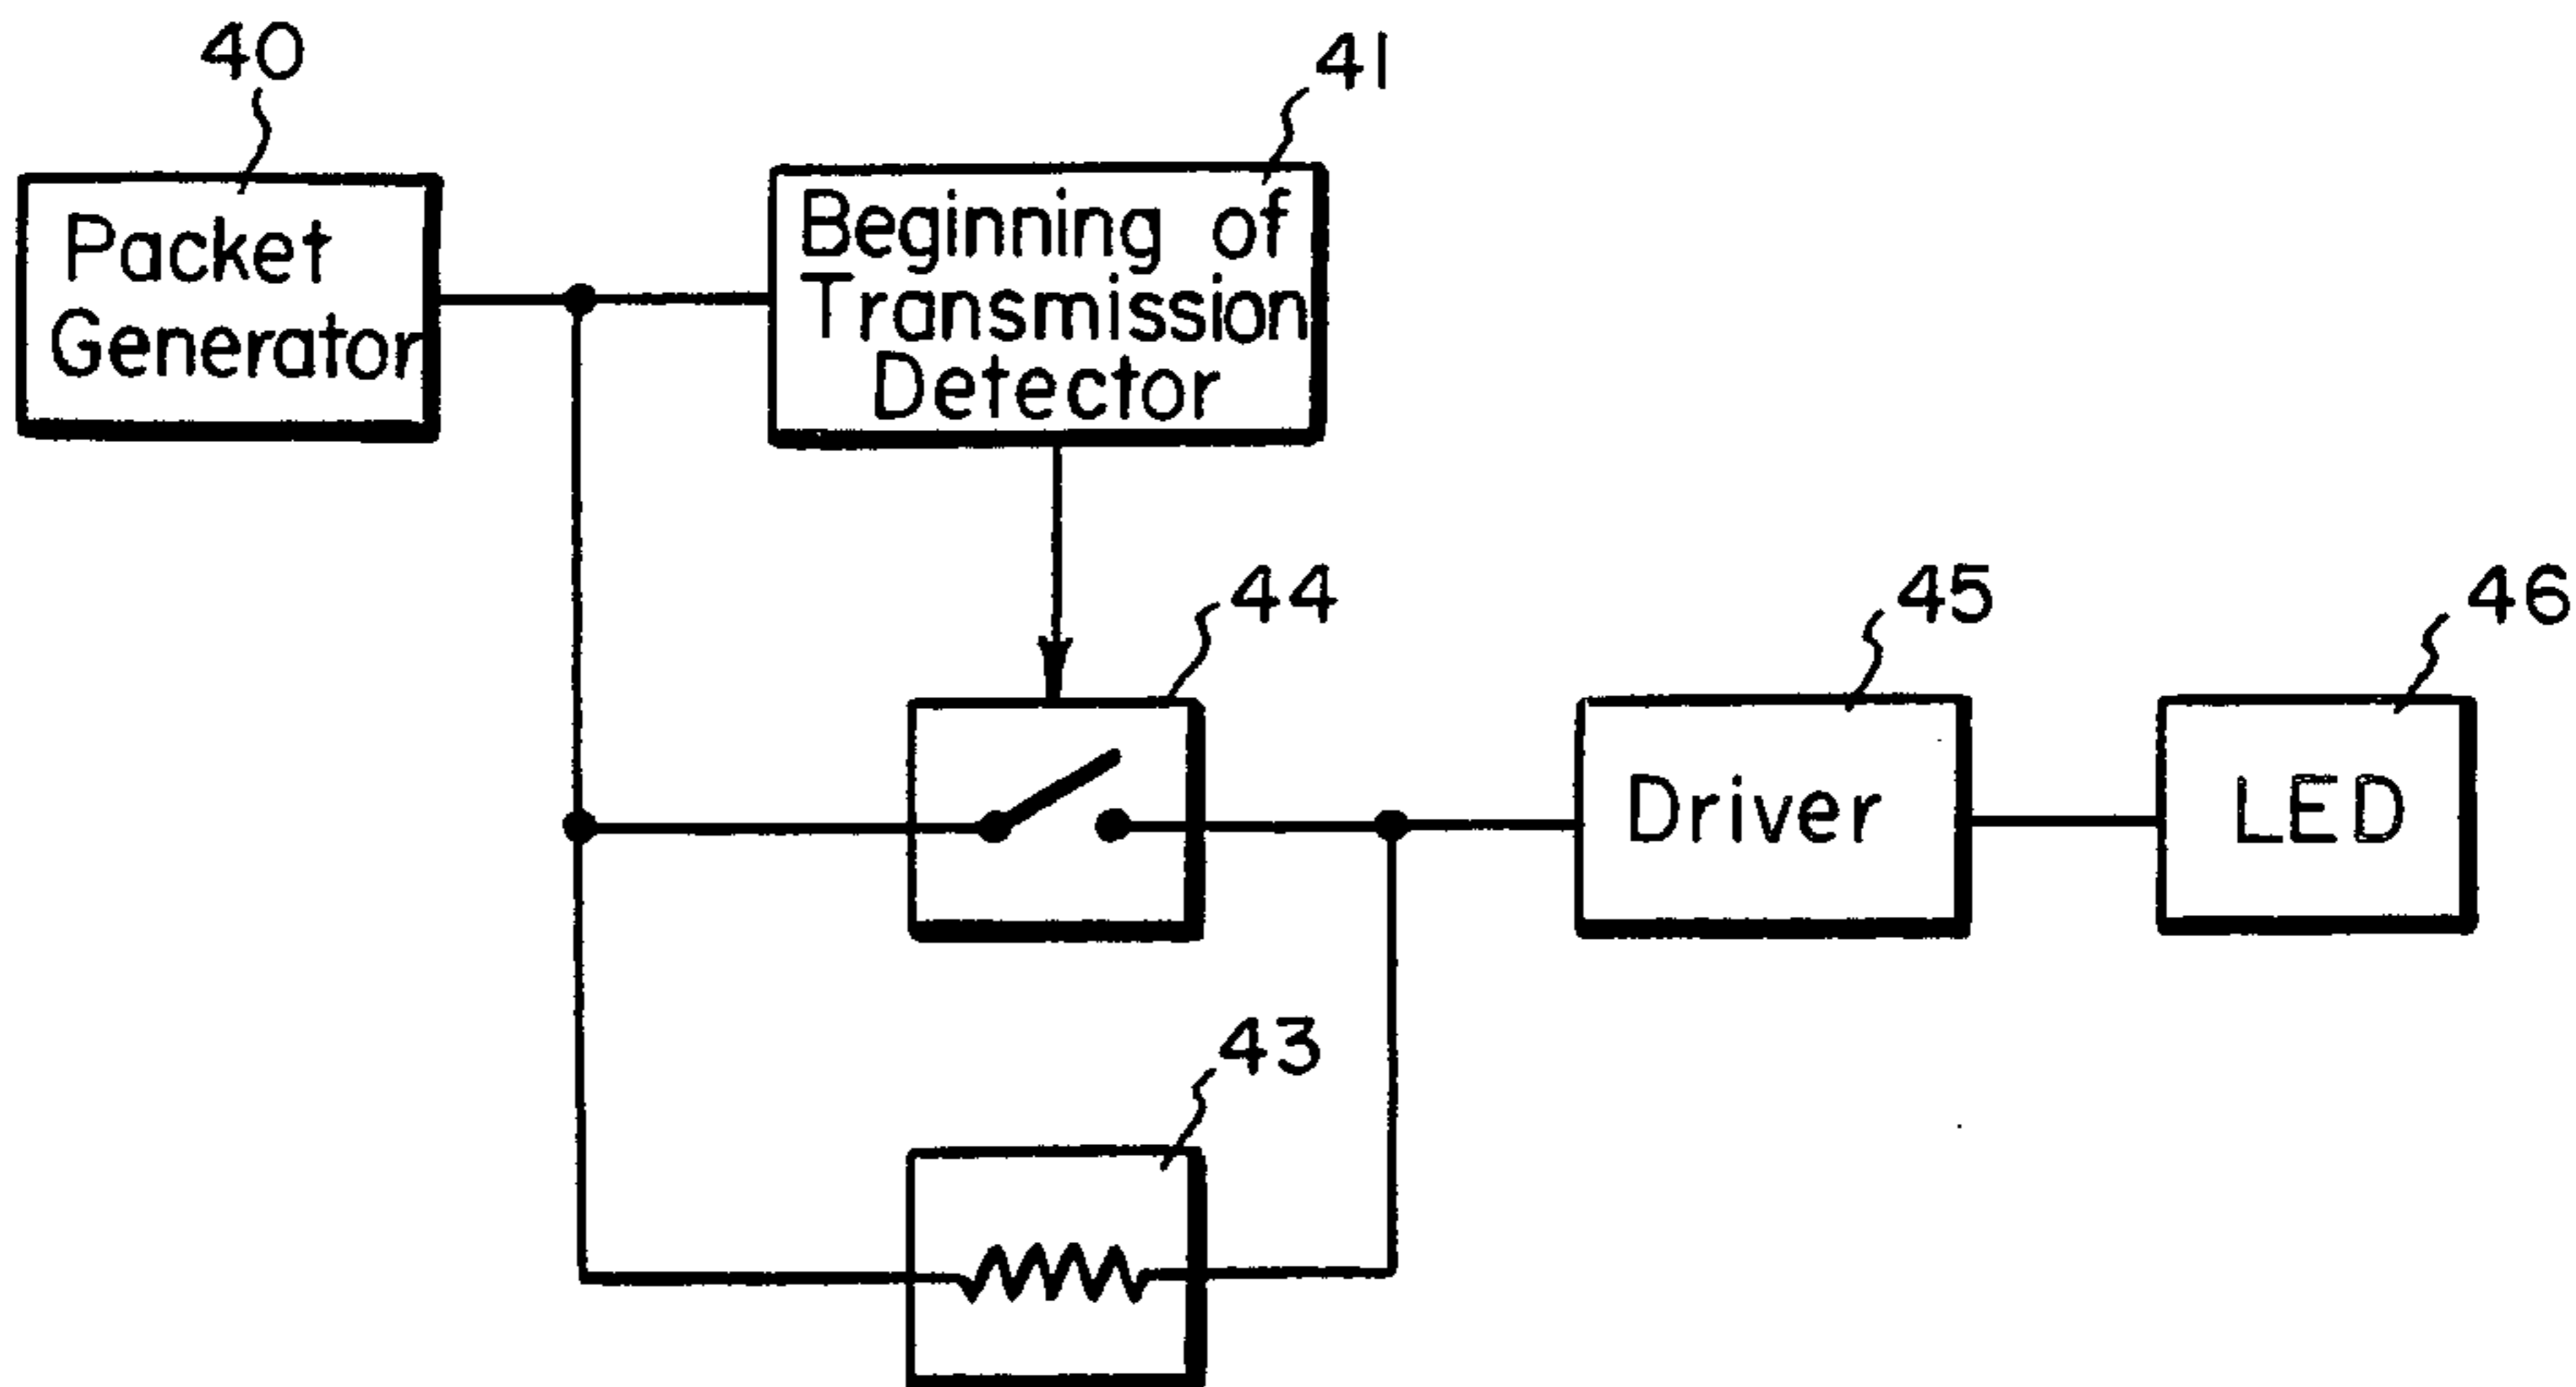 40
41
Packet
Generator
Beginning of
Transmission
Detector
44
45
46
Driver
LED
43